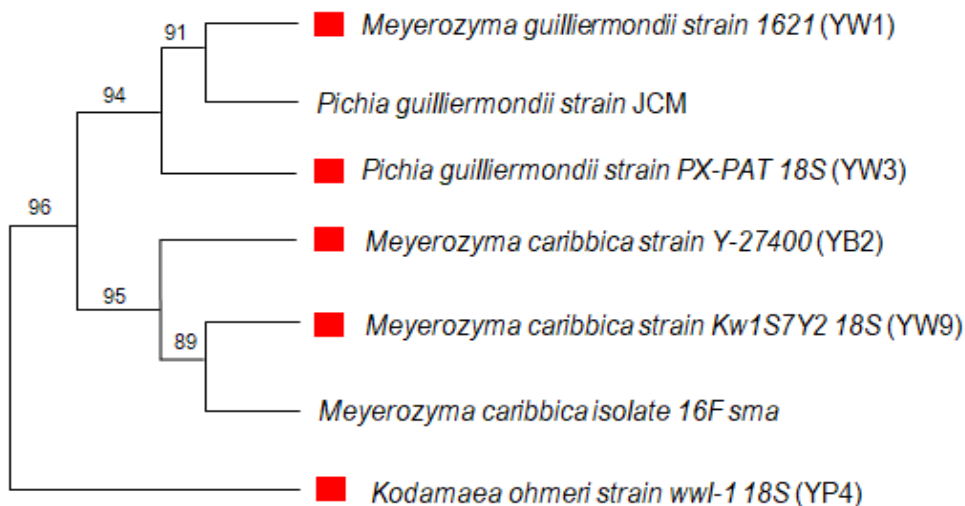 91
Meyerozyma guilliermondii strain 1621 (YW1)
94
Pichia guilliermondii strain JCM
Pichia guilliermondii strain PX-PAT 18S (YW3)
96
Meyerozyma caribbica strain Y-27400 (YB2)
95
Meyerozyma caribbica strain Kw1S7Y2 18S (YW9)
89
Meyerozyma caribbica isolate 16F sma
Kodamaea ohmeri strain wwl-1 18S (YP4)